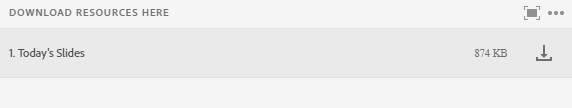 DOWNLOAD RESOURCES HERE
1. Today's Slides 874 KB